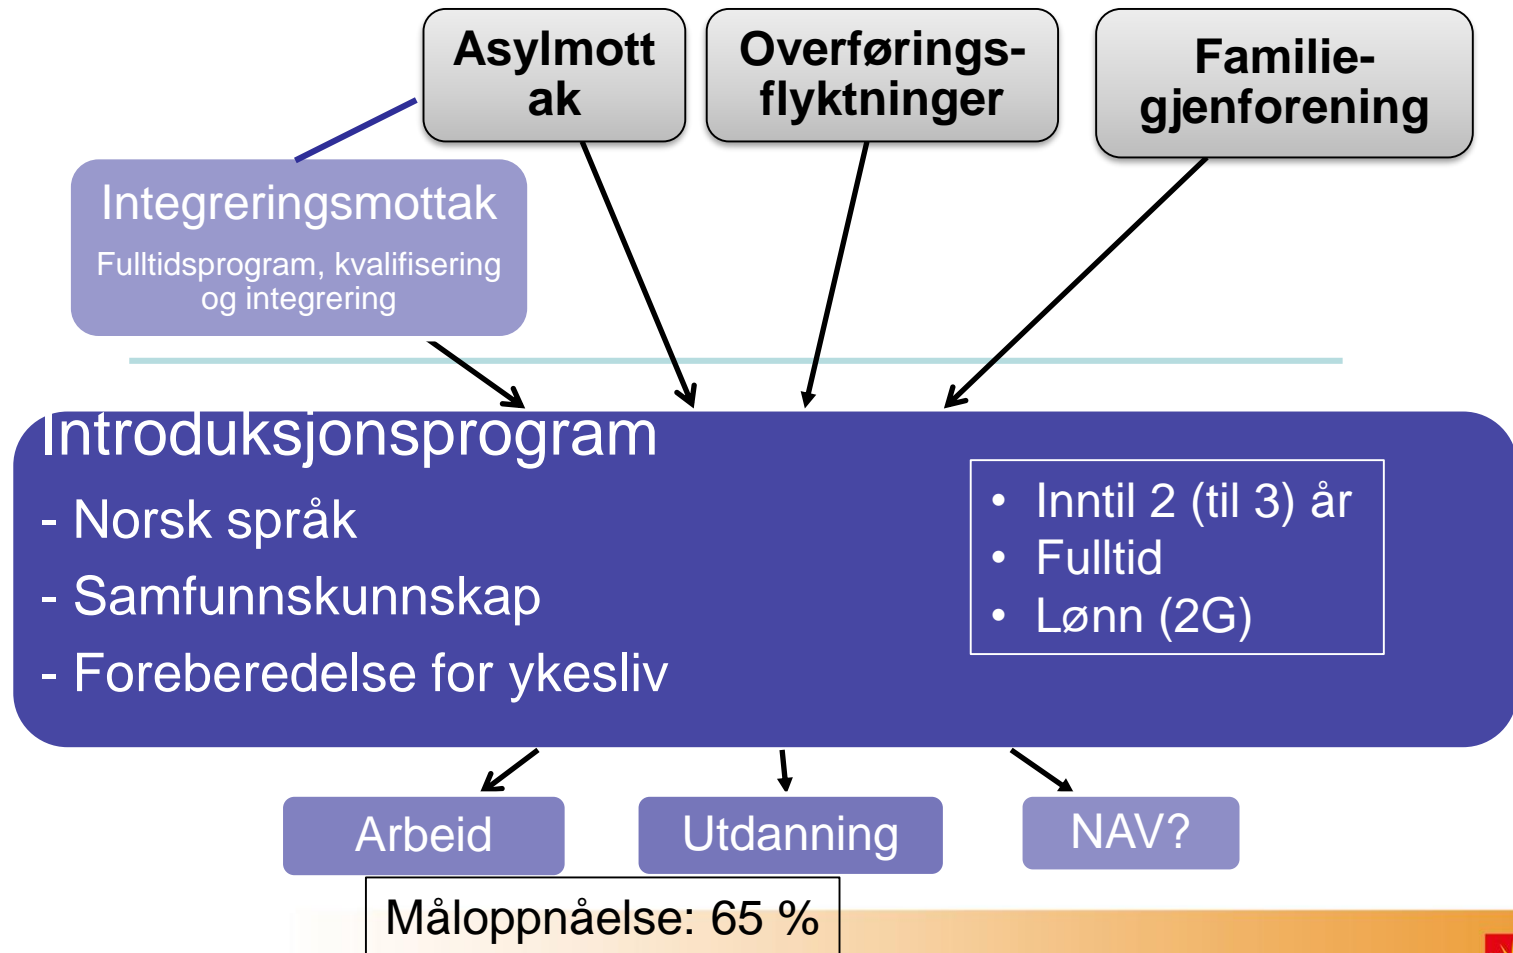 Asylmott
ak
Overførings-
flyktninger
Familie-
gjenforening
Integreringsmottak
Fulltidsprogram, kvalifisering
og integrering
Introduksjonsprogram
- Norsk språk
- Samfunnskunnskap
- Foreberedelse for ykesliv
• Inntil 2 (til 3) år
• Fulltid
• Lønn (2G)
Arbeid
Utdanning
NAV?
Måloppnåelse: 65 %